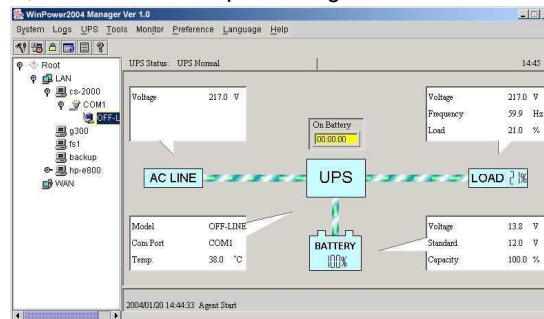 WinPower2004 Manager Ver 1.0
System Logs UPS Tools Monitor Preference Language Help
Root
LAN
cs-2000
COM1
OFF-L
g300
fs1
backup
hp-e800
WAN
UPS Status: UPS Normal 14:45
Voltage 217.0 V
On Battery
00:00:00
Voltage 217.0 V
Frequency 59.9 Hz
Load 21.0 %
AC LINE
UPS
LOAD 21%
Model OFF-LINE
Com Port COM1
Temp. 38.0 °C
BATTERY
100%
Voltage 13.8 V
Standard 12.0 V
Capacity 100.0 %
2004/01/20 14:44:33 Agent Start